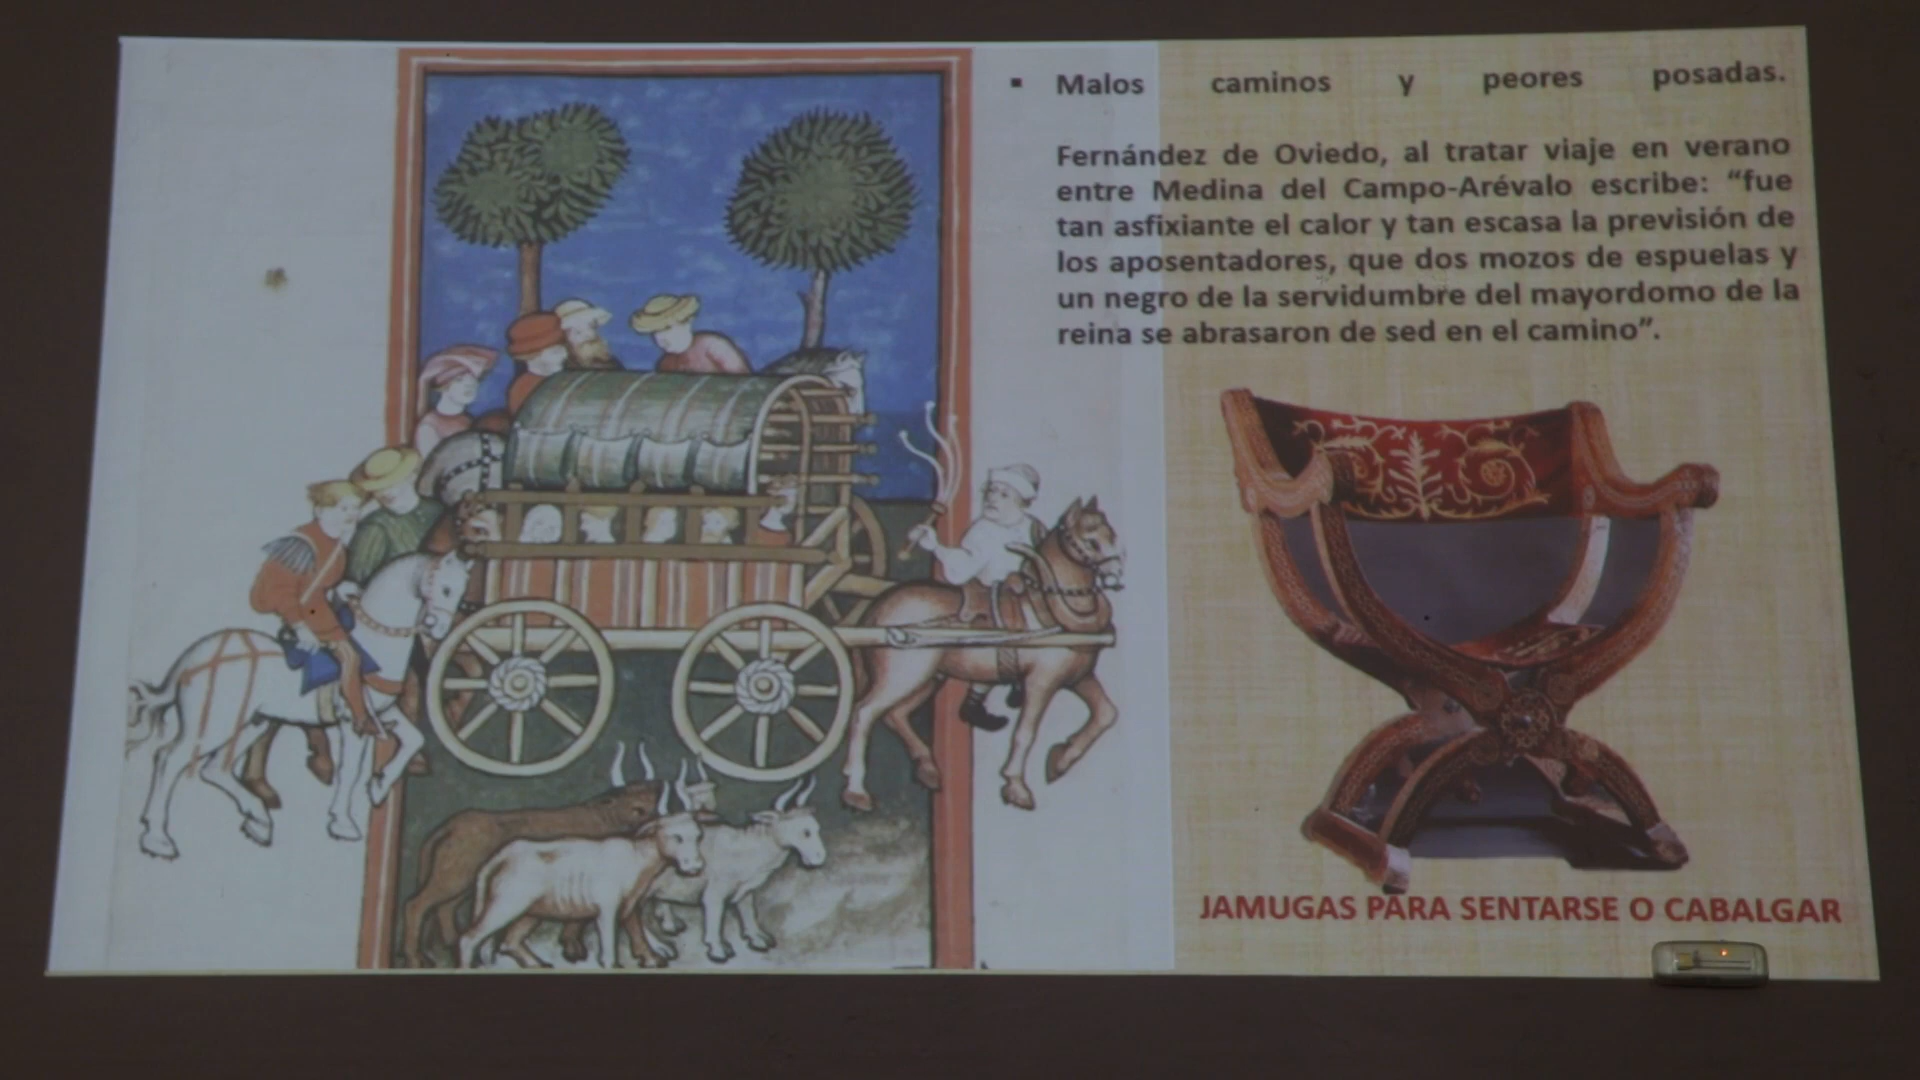 ▪ Malos caminos y peores posadas.
Fernández de Oviedo, al tratar viaje en verano
entre Medina del Campo-Arévalo escribe: “fue
tan asfixiante el calor y tan escasa la previsión de
los aposentadores, que dos mozos de espuelas y
un negro de la servidumbre del mayordomo de la
reina se abrasaron de sed en el camino”.
JAMUGAS PARA SENTARSE O CABALGAR